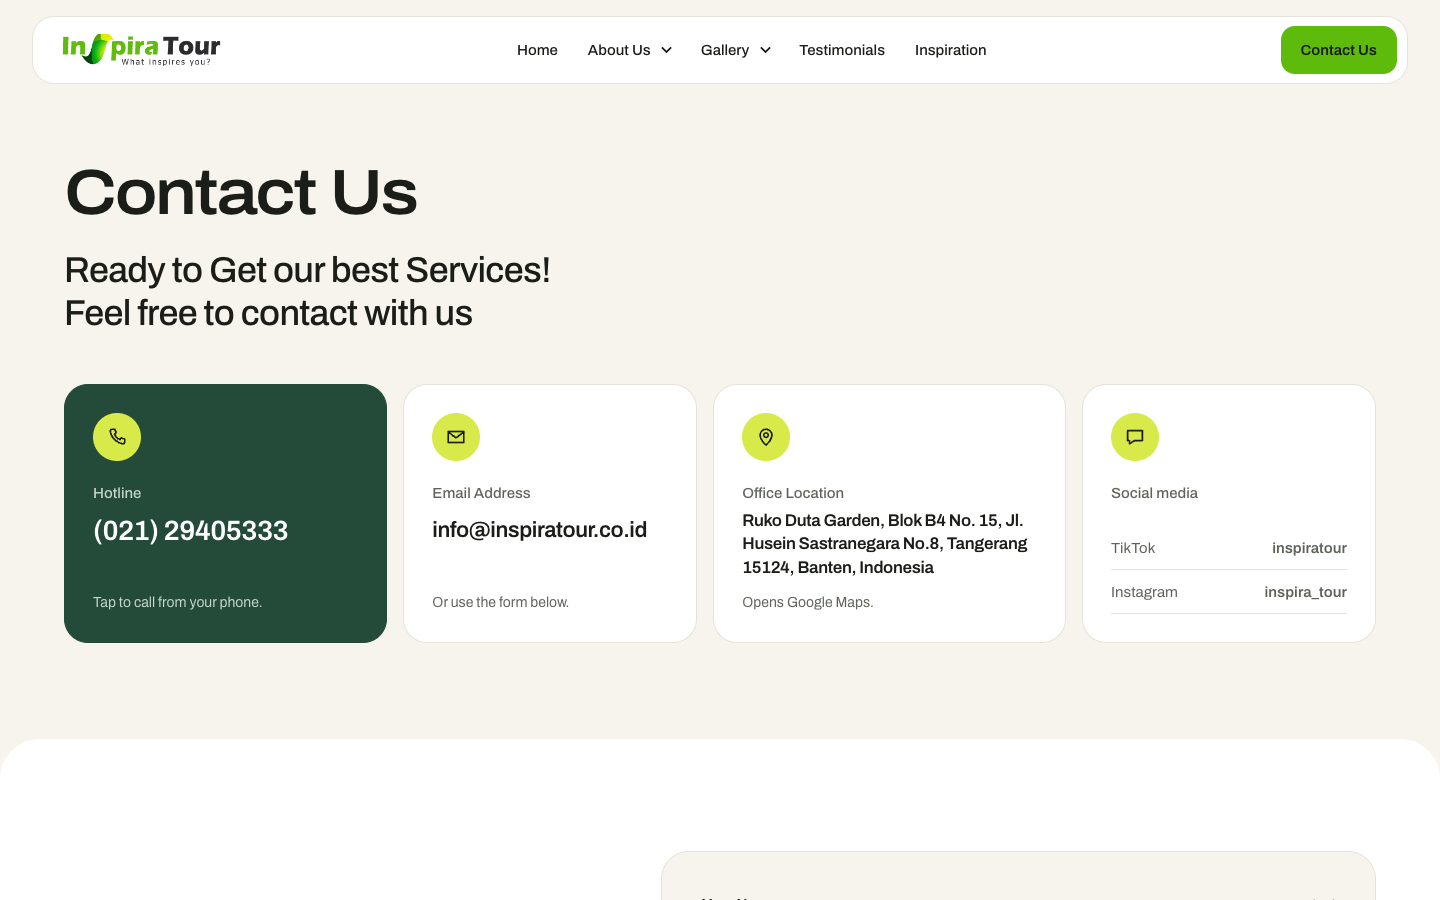 Inspira Tour
What inspires you?
Home
About Us
Gallery
Testimonials
Inspiration
Contact Us
Contact Us
Ready to Get our best Services!
Feel free to contact with us
Hotline
(021) 29405333
Tap to call from your phone.
Email Address
info@inspiratour.co.id
Or use the form below.
Office Location
Ruko Duta Garden, Blok B4 No. 15, Jl.
Husein Sastranegara No.8, Tangerang
15124, Banten, Indonesia
Opens Google Maps.
Social media
TikTok inspiratour
Instagram inspira_tour